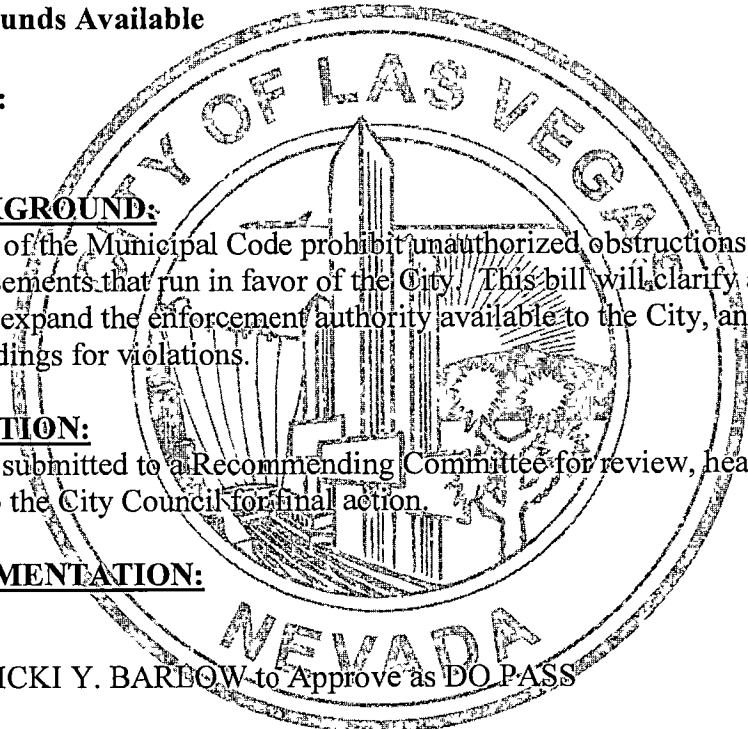 unds Available
:
CITY OF LAS VEGAS
KGROUND:
of the Municipal Code prohibit unauthorized obstructions
sements that run in favor of the City. This bill will clarify a
expand the enforcement authority available to the City, an
dings for violations.
TION:
submitted to a Recommending Committee for review, hea
the City Council for final action.
MENTATION:
NEVADA
ICKI Y. BARLOW to Approve as DO PASS